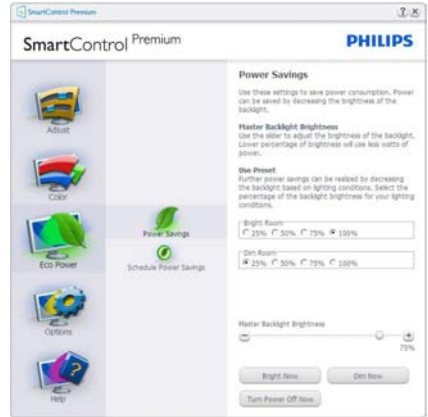 SmartControl Premium
SmartControl Premium
PHILIPS
Adjust
Color
Eco Power
Options
Help
Power Savings
Schedule Power Savings
Power Savings
Use these settings to save power consumption. Power
can be saved by decreasing the brightness of the
backlight.
Master Backlight Brightness
Use the slider to adjust the brightness of the backlight.
Lower percentage of brightness will use less watts of
power.
Use Preset
Further power savings can be realized by decreasing
the backlight based on lighting conditions. Select the
percentage of the backlight brightness for your lighting
conditions.
Bright Room
25% 50% 75% 100%
Dim Room
25% 50% 75% 100%
Master Backlight Brightness
75%
Bright Now
Dim Now
Turn Power Off Now